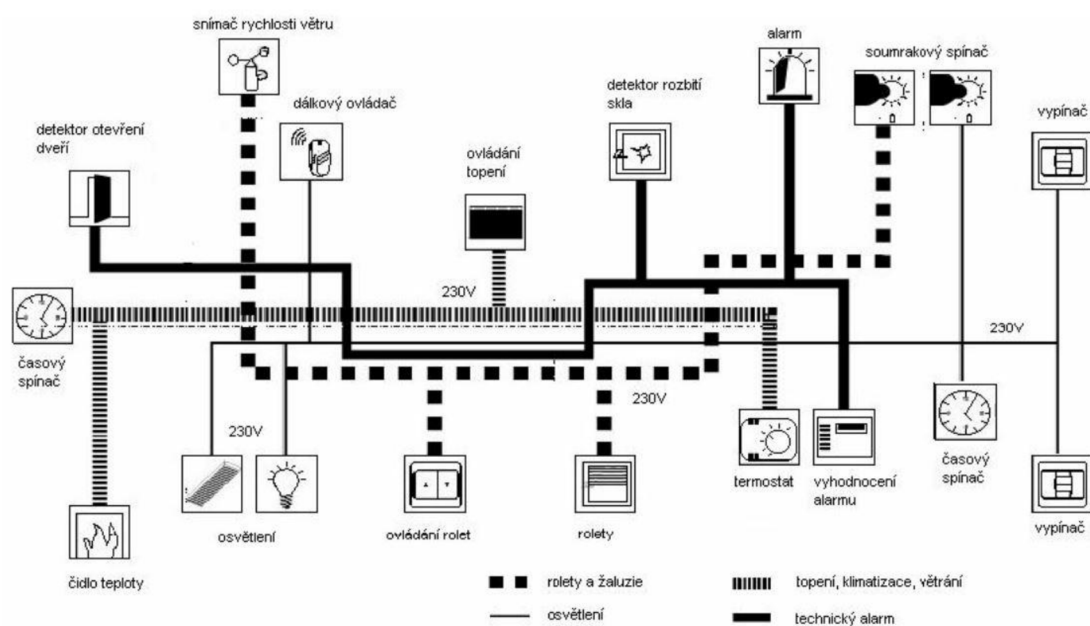 snímač rychlosti větru
alarm
soumrakový spínač
detektor rozbití
skla
dálkový ovládač
vypínač
detektor otevření
dveří
ovládání
topení
230V
230V
časový
spínač
230V
230V
termostat
vyhodnocení
alarmu
časový
spínač
osvětlení
ovládání rolet
rolety
vypínač
čidlo teploty
rolety a žaluzie
topení, klimatizace, větrání
osvětlení
technický alarm